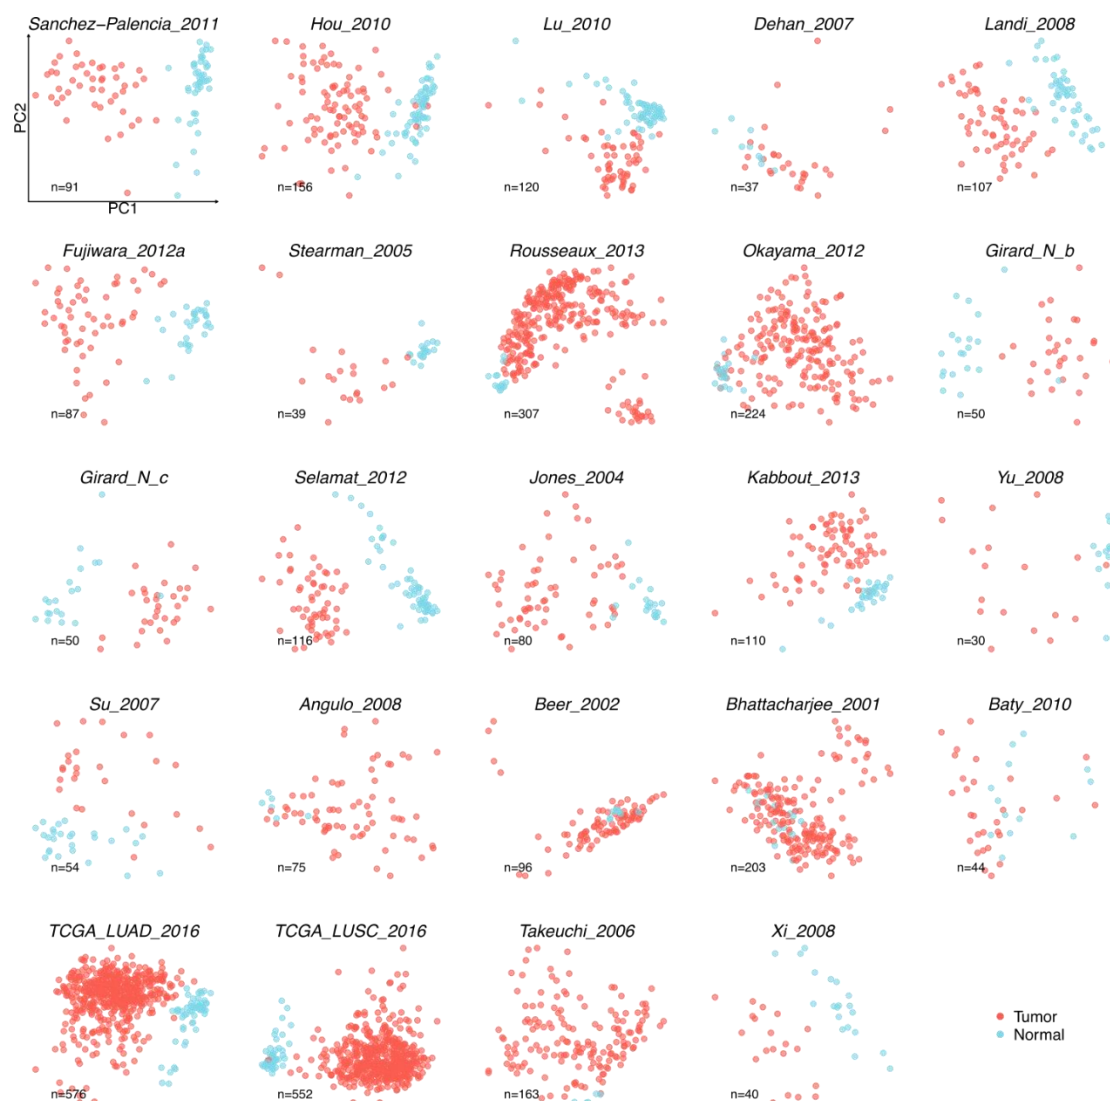 Sanchez−Palencia_2011 Hou_2010 Lu_2010 Dehan_2007 Landi_2008
PC2
n=91 n=156 n=120 n=37 n=107
PC1
Fujiwara_2012a Stearman_2005 Rousseaux_2013 Okayama_2012 Girard_N_b
n=87 n=39 n=307 n=224 n=50
Girard_N_c Selamat_2012 Jones_2004 Kabbout_2013 Yu_2008
n=50 n=116 n=80 n=110 n=30
Su_2007 Angulo_2008 Beer_2002 Bhattacharjee_2001 Baty_2010
n=54 n=75 n=96 n=203 n=44
TCGA_LUAD_2016 TCGA_LUSC_2016 Takeuchi_2006 Xi_2008
Tumor
Normal
n=576 n=552 n=163 n=40